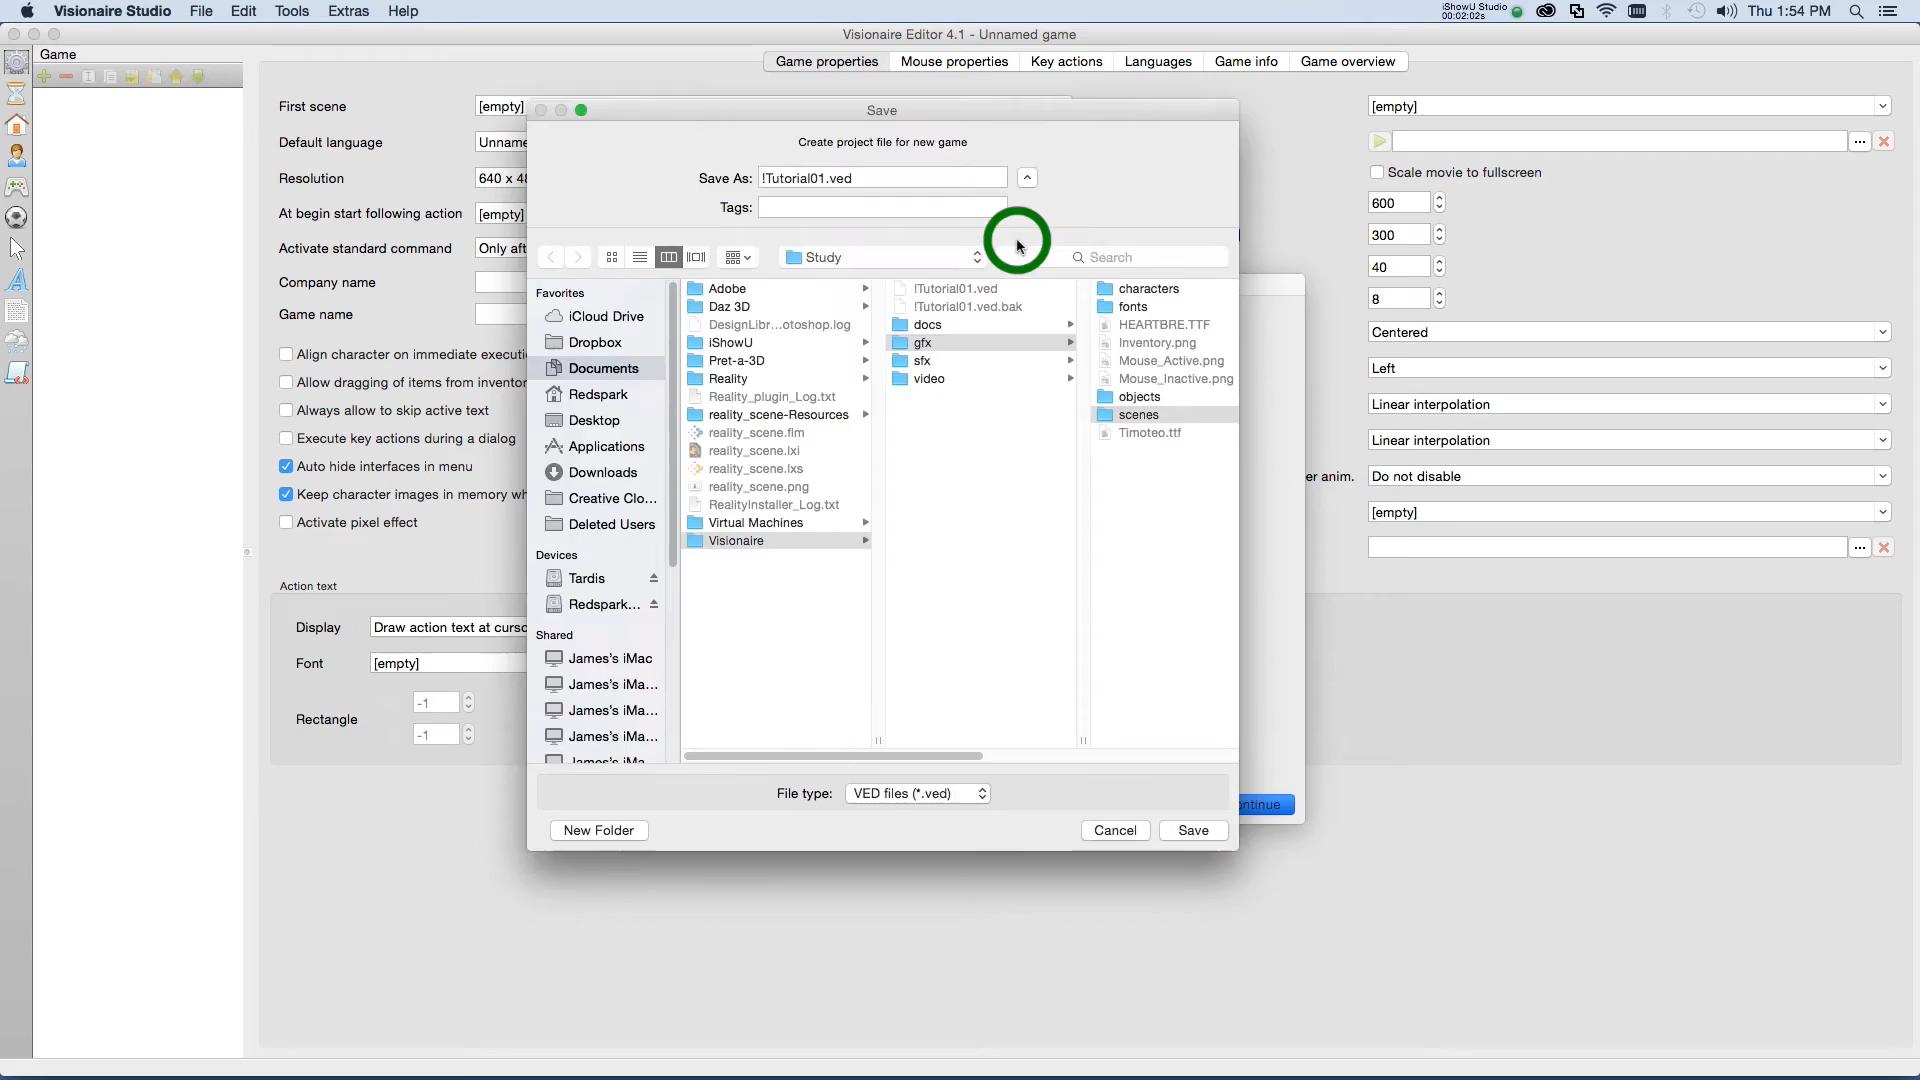 Visionaire Studio File Edit Tools Extras Help
iShowU Studio
00:02:02s
Thu 1:54 PM
Visionaire Editor 4.1 - Unnamed game
Game
Game properties Mouse properties Key actions Languages Game info Game overview
First scene [empty]
Default language Unname
Resolution 640 x 48
At begin start following action [empty]
Activate standard command Only aft
Company name
Game name
Align character on immediate executi
Allow dragging of items from inventor
Always allow to skip active text
Execute key actions during a dialog
Auto hide interfaces in menu
Keep character images in memory wh
Activate pixel effect
Action text
Display Draw action text at curso
Font [empty]
Rectangle -1
-1
Save
Create project file for new game
Save As: !Tutorial01.ved
Tags:
Study
Search
Favorites
iCloud Drive
Dropbox
Documents
Redspark
Desktop
Applications
Downloads
Creative Clo...
Deleted Users
Devices
Tardis
Redspark...
Shared
James's iMac
James's iMa...
James's iMa...
James's iMa...
James's iMa
Adobe
Daz 3D
DesignLibr...otoshop.log
iShowU
Pret-a-3D
Reality
Reality_plugin_Log.txt
reality_scene-Resources
reality_scene.flm
reality_scene.lxi
reality_scene.lxs
reality_scene.png
RealityInstaller_Log.txt
Virtual Machines
Visionaire
!Tutorial01.ved
!Tutorial01.ved.bak
docs
gfx
sfx
video
characters
fonts
HEARTBRE.TTF
Inventory.png
Mouse_Active.png
Mouse_Inactive.png
objects
scenes
Timoteo.ttf
File type: VED files (*.ved)
New Folder Cancel Save
ontinue
[empty]
...
Scale movie to fullscreen
600
300
40
8
Centered
Left
Linear interpolation
Linear interpolation
er anim. Do not disable
[empty]
...